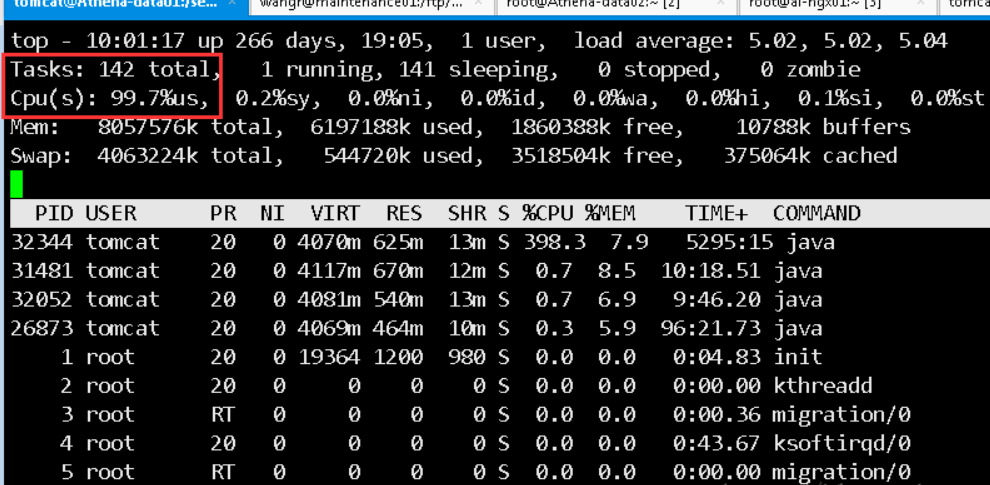 tomcat@Athena-data01:/se... × wangr@maintenance01:/ftp/... × root@Athena-data02:~ [2] × root@ai-ngx01:~ [3] × tomca
top - 10:01:17 up 266 days, 19:05, 1 user, load average: 5.02, 5.02, 5.04
Tasks: 142 total, 1 running, 141 sleeping, 0 stopped, 0 zombie
Cpu(s): 99.7%us, 0.2%sy, 0.0%ni, 0.0%id, 0.0%wa, 0.0%hi, 0.1%si, 0.0%st
Mem: 8057576k total, 6197188k used, 1860388k free, 10788k buffers
Swap: 4063224k total, 544720k used, 3518504k free, 375064k cached
PID USER PR NI VIRT RES SHR S %CPU %MEM TIME+ COMMAND
32344 tomcat 20 0 4070m 625m 13m S 398.3 7.9 5295:15 java
31481 tomcat 20 0 4117m 670m 12m S 0.7 8.5 10:18.51 java
32052 tomcat 20 0 4081m 540m 13m S 0.7 6.9 9:46.20 java
26873 tomcat 20 0 4069m 464m 10m S 0.3 5.9 96:21.73 java
1 root 20 0 19364 1200 980 S 0.0 0.0 0:04.83 init
2 root 20 0 0 0 0 S 0.0 0.0 0:00.00 kthreadd
3 root RT 0 0 0 0 S 0.0 0.0 0:00.36 migration/0
4 root 20 0 0 0 0 S 0.0 0.0 0:43.67 ksoftirqd/0
5 root RT 0 0 0 0 S 0.0 0.0 0:00.00 migration/0